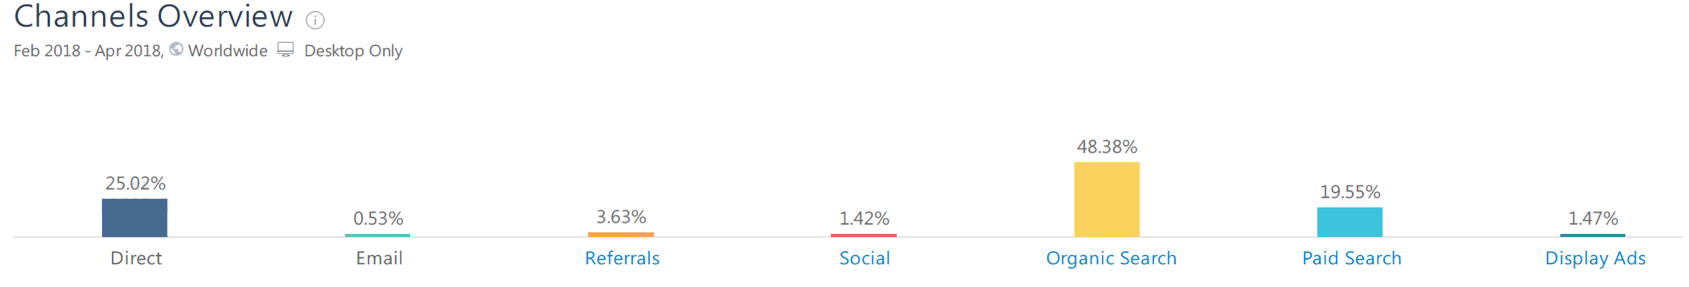 Channels Overview
Feb 2018 - Apr 2018, Worldwide Desktop Only
25.02% 0.53% 3.63% 1.42% 48.38% 19.55% 1.47%
Direct Email Referrals Social Organic Search Paid Search Display Ads